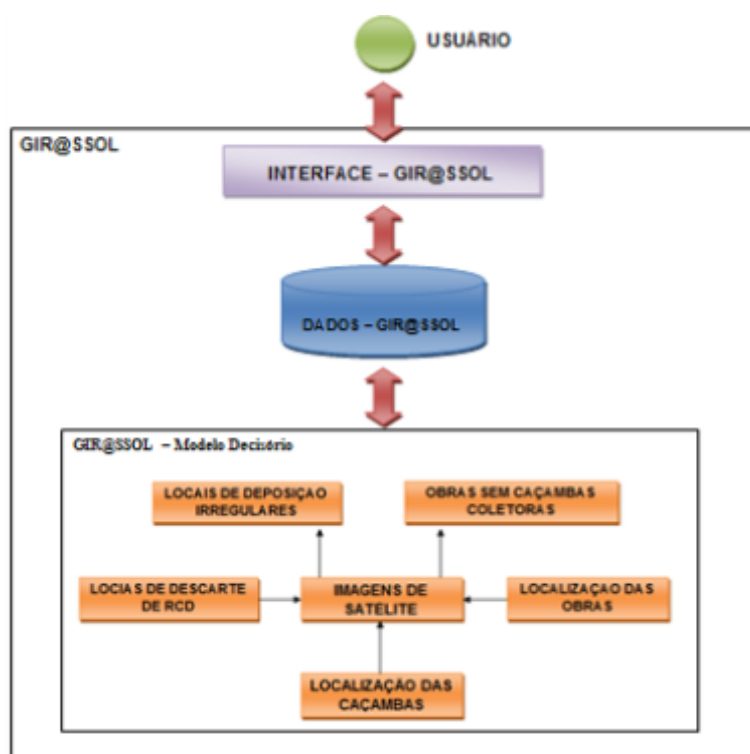 USUÁRIO
GIR@SSOL
INTERFACE – GIR@SSOL
DADOS – GIR@SSOL
GIR@SSOL – Modelo Decisório
LOCAIS DE DEPOSIÇAO
IRREGULARES
OBRAS SEM CAÇAMBAS
COLETORAS
LOCIAS DE DESCARTE
DE RCD
IMAGENS DE
SATÉLITE
LOCALIZAÇAO DAS
OBRAS
LOCALIZAÇÃO DAS
CAÇAMBAS